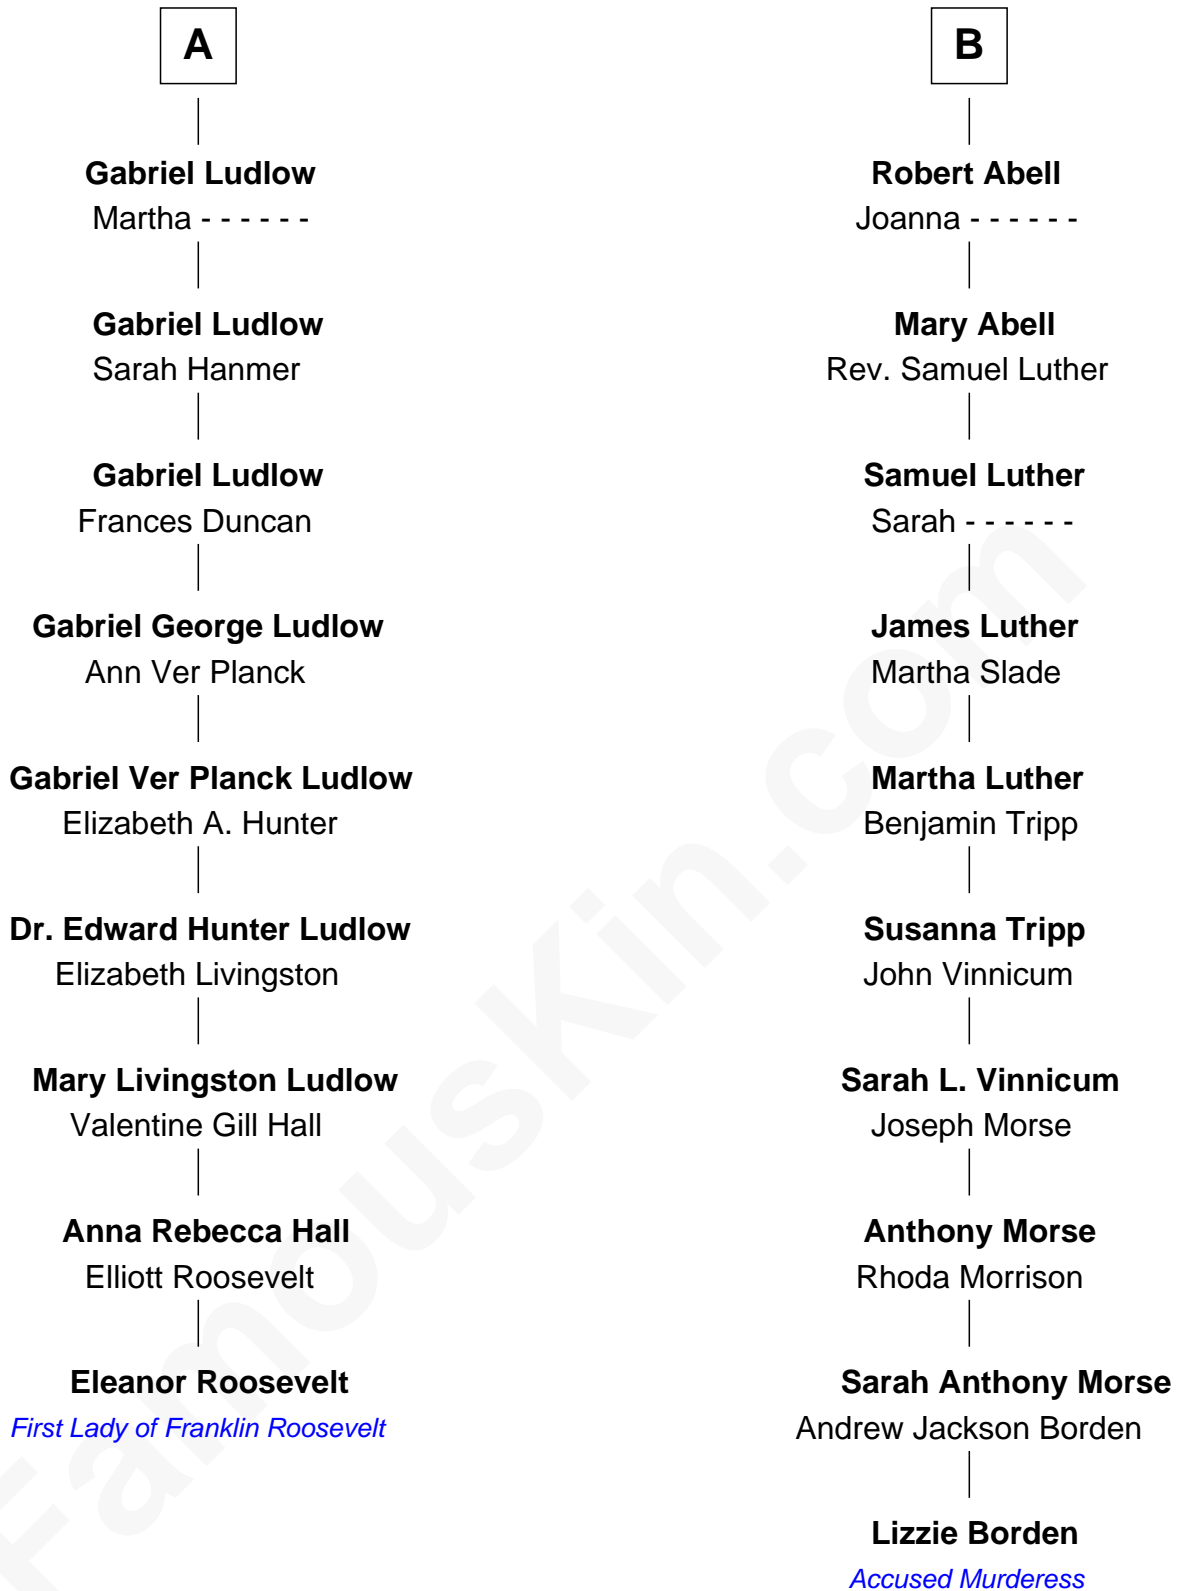 A
Gabriel Ludlow
Martha - - - - - -
Gabriel Ludlow
Sarah Hanmer
Gabriel Ludlow
Frances Duncan
Gabriel George Ludlow
Ann Ver Planck
Gabriel Ver Planck Ludlow
Elizabeth A. Hunter
Dr. Edward Hunter Ludlow
Elizabeth Livingston
Mary Livingston Ludlow
Valentine Gill Hall
Anna Rebecca Hall
Elliott Roosevelt
Eleanor Roosevelt
First Lady of Franklin Roosevelt
B
Robert Abell
Joanna - - - - - -
Mary Abell
Rev. Samuel Luther
Samuel Luther
Sarah - - - - - -
James Luther
Martha Slade
Martha Luther
Benjamin Tripp
Susanna Tripp
John Vinnicum
Sarah L. Vinnicum
Joseph Morse
Anthony Morse
Rhoda Morrison
Sarah Anthony Morse
Andrew Jackson Borden
Lizzie Borden
Accused Murderess
FamousKin.com